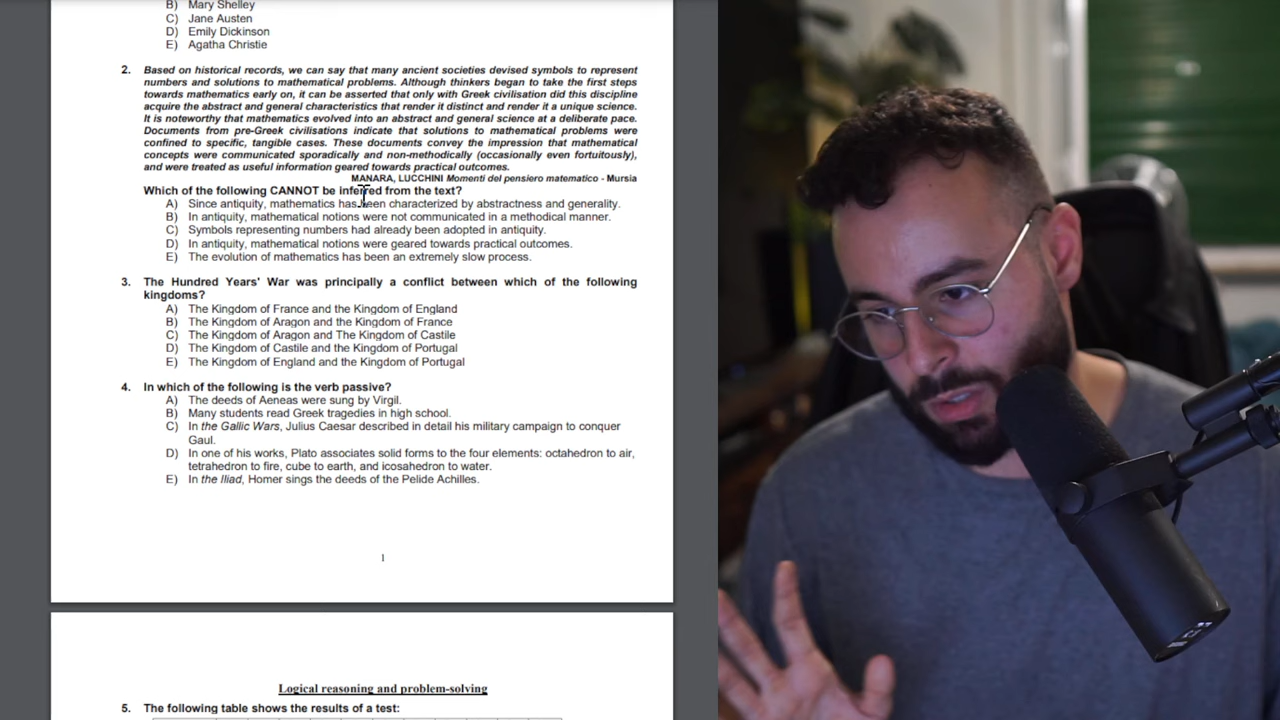 B) Mary Shelley
C) Jane Austen
D) Emily Dickinson
E) Agatha Christie
2. Based on historical records, we can say that many ancient societies devised symbols to represent
numbers and solutions to mathematical problems. Although thinkers began to take the first steps
towards mathematics early on, it can be asserted that only with Greek civilisation did this discipline
acquire the abstract and general characteristics that render it distinct and render it a unique science.
It is noteworthy that mathematics evolved into an abstract and general science at a deliberate pace.
Documents from pre-Greek civilisations indicate that solutions to mathematical problems were
confined to specific, tangible cases. These documents convey the impression that mathematical
concepts were communicated sporadically and non-methodically (occasionally even fortuitously),
and were treated as useful information geared towards practical outcomes.
MANARA, LUCCHINI Momenti del pensiero matematico - Mursia
Which of the following CANNOT be inferred from the text?
A) Since antiquity, mathematics has been characterized by abstractness and generality.
B) In antiquity, mathematical notions were not communicated in a methodical manner.
C) Symbols representing numbers had already been adopted in antiquity.
D) In antiquity, mathematical notions were geared towards practical outcomes.
E) The evolution of mathematics has been an extremely slow process.
3. The Hundred Years' War was principally a conflict between which of the following
kingdoms?
A) The Kingdom of France and the Kingdom of England
B) The Kingdom of Aragon and the Kingdom of France
C) The Kingdom of Aragon and The Kingdom of Castile
D) The Kingdom of Castile and the Kingdom of Portugal
E) The Kingdom of England and the Kingdom of Portugal
4. In which of the following is the verb passive?
A) The deeds of Aeneas were sung by Virgil.
B) Many students read Greek tragedies in high school.
C) In the Gallic Wars, Julius Caesar described in detail his military campaign to conquer
Gaul.
D) In one of his works, Plato associates solid forms to the four elements: octahedron to air,
tetrahedron to fire, cube to earth, and icosahedron to water.
E) In the Iliad, Homer sings the deeds of the Pelide Achilles.
1
Logical reasoning and problem-solving
5. The following table shows the results of a test: